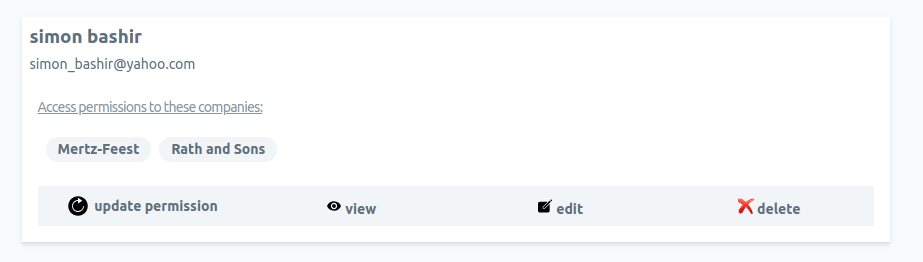 simon bashir
simon_bashir@yahoo.com
Access permissions to these companies:
Mertz-Feest Rath and Sons
update permission view edit delete